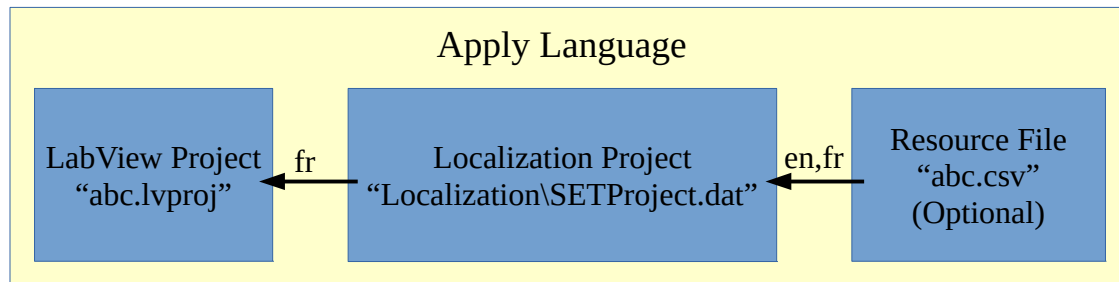 Apply Language
LabView Project
“abc.lvproj”
fr
Localization Project
“Localization\SETProject.dat”
en,fr
Resource File
“abc.csv”
(Optional)